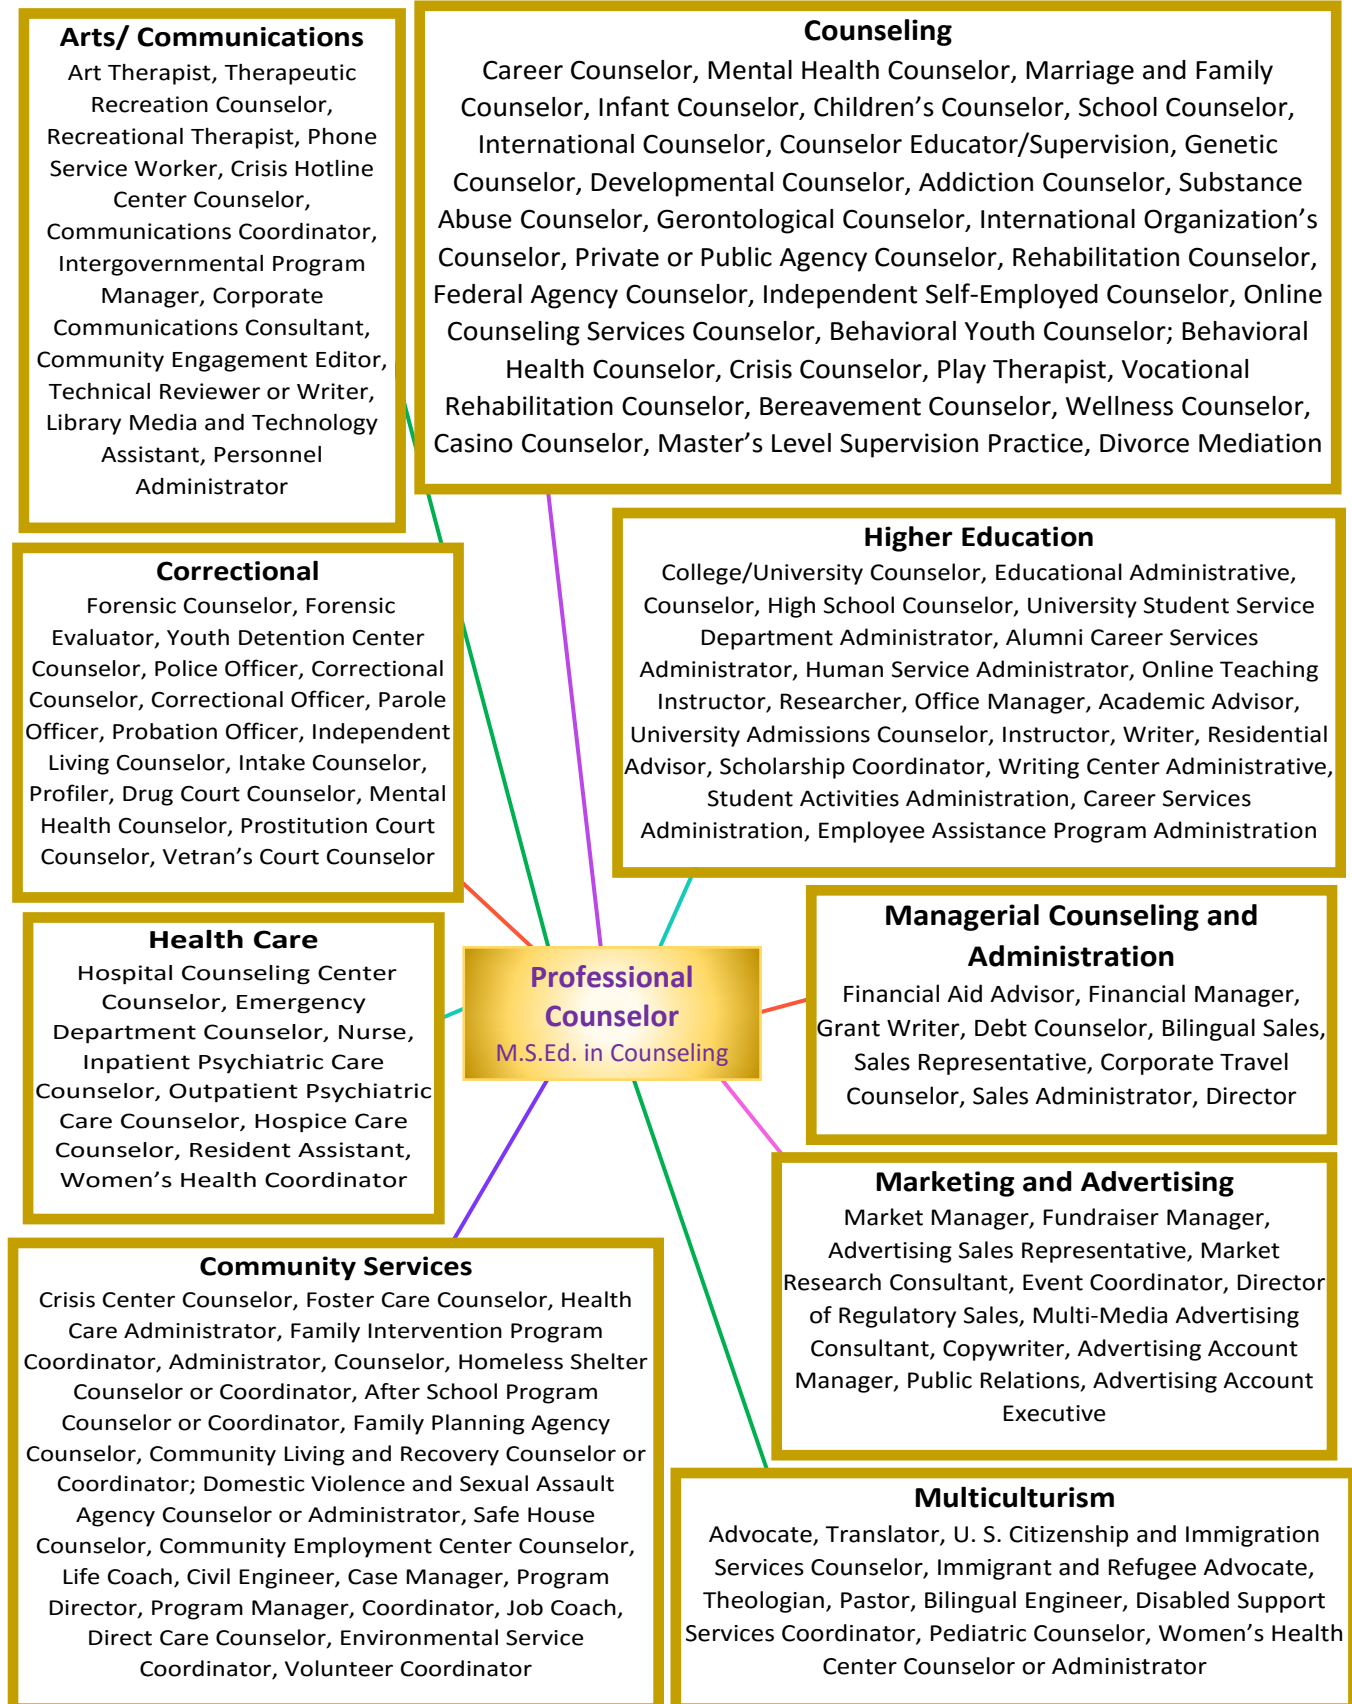 Arts/ Communications
Art Therapist, Therapeutic
Recreation Counselor,
Recreational Therapist, Phone
Service Worker, Crisis Hotline
Center Counselor,
Communications Coordinator,
Intergovernmental Program
Manager, Corporate
Communications Consultant,
Community Engagement Editor,
Technical Reviewer or Writer,
Library Media and Technology
Assistant, Personnel
Administrator
Counseling
Career Counselor, Mental Health Counselor, Marriage and Family
Counselor, Infant Counselor, Children’s Counselor, School Counselor,
International Counselor, Counselor Educator/Supervision, Genetic
Counselor, Developmental Counselor, Addiction Counselor, Substance
Abuse Counselor, Gerontological Counselor, International Organization’s
Counselor, Private or Public Agency Counselor, Rehabilitation Counselor,
Federal Agency Counselor, Independent Self-Employed Counselor, Online
Counseling Services Counselor, Behavioral Youth Counselor; Behavioral
Health Counselor, Crisis Counselor, Play Therapist, Vocational
Rehabilitation Counselor, Bereavement Counselor, Wellness Counselor,
Casino Counselor, Master’s Level Supervision Practice, Divorce Mediation
Correctional
Forensic Counselor, Forensic
Evaluator, Youth Detention Center
Counselor, Police Officer, Correctional
Counselor, Correctional Officer, Parole
Officer, Probation Officer, Independent
Living Counselor, Intake Counselor,
Profiler, Drug Court Counselor, Mental
Health Counselor, Prostitution Court
Counselor, Vetran’s Court Counselor
Higher Education
College/University Counselor, Educational Administrative,
Counselor, High School Counselor, University Student Service
Department Administrator, Alumni Career Services
Administrator, Human Service Administrator, Online Teaching
Instructor, Researcher, Office Manager, Academic Advisor,
University Admissions Counselor, Instructor, Writer, Residential
Advisor, Scholarship Coordinator, Writing Center Administrative,
Student Activities Administration, Career Services
Administration, Employee Assistance Program Administration
Health Care
Hospital Counseling Center
Counselor, Emergency
Department Counselor, Nurse,
Inpatient Psychiatric Care
Counselor, Outpatient Psychiatric
Care Counselor, Hospice Care
Counselor, Resident Assistant,
Women’s Health Coordinator
Professional
Counselor
M.S.Ed. in Counseling
Managerial Counseling and
Administration
Financial Aid Advisor, Financial Manager,
Grant Writer, Debt Counselor, Bilingual Sales,
Sales Representative, Corporate Travel
Counselor, Sales Administrator, Director
Marketing and Advertising
Market Manager, Fundraiser Manager,
Advertising Sales Representative, Market
Research Consultant, Event Coordinator, Director
of Regulatory Sales, Multi-Media Advertising
Consultant, Copywriter, Advertising Account
Manager, Public Relations, Advertising Account
Executive
Community Services
Crisis Center Counselor, Foster Care Counselor, Health
Care Administrator, Family Intervention Program
Coordinator, Administrator, Counselor, Homeless Shelter
Counselor or Coordinator, After School Program
Counselor or Coordinator, Family Planning Agency
Counselor, Community Living and Recovery Counselor or
Coordinator; Domestic Violence and Sexual Assault
Agency Counselor or Administrator, Safe House
Counselor, Community Employment Center Counselor,
Life Coach, Civil Engineer, Case Manager, Program
Director, Program Manager, Coordinator, Job Coach,
Direct Care Counselor, Environmental Service
Coordinator, Volunteer Coordinator
Multiculturism
Advocate, Translator, U. S. Citizenship and Immigration
Services Counselor, Immigrant and Refugee Advocate,
Theologian, Pastor, Bilingual Engineer, Disabled Support
Services Coordinator, Pediatric Counselor, Women’s Health
Center Counselor or Administrator